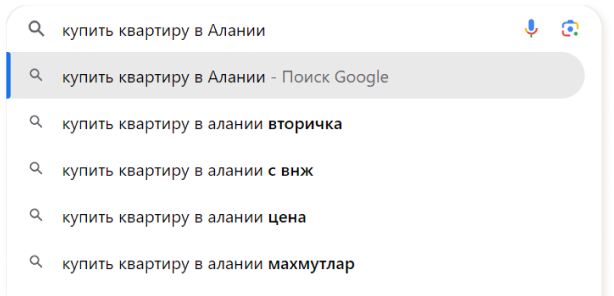 купить квартиру в Алании
купить квартиру в Алании - Поиск Google
купить квартиру в алании вторичка
купить квартиру в алании с внж
купить квартиру в алании цена
купить квартиру в алании махмутлар